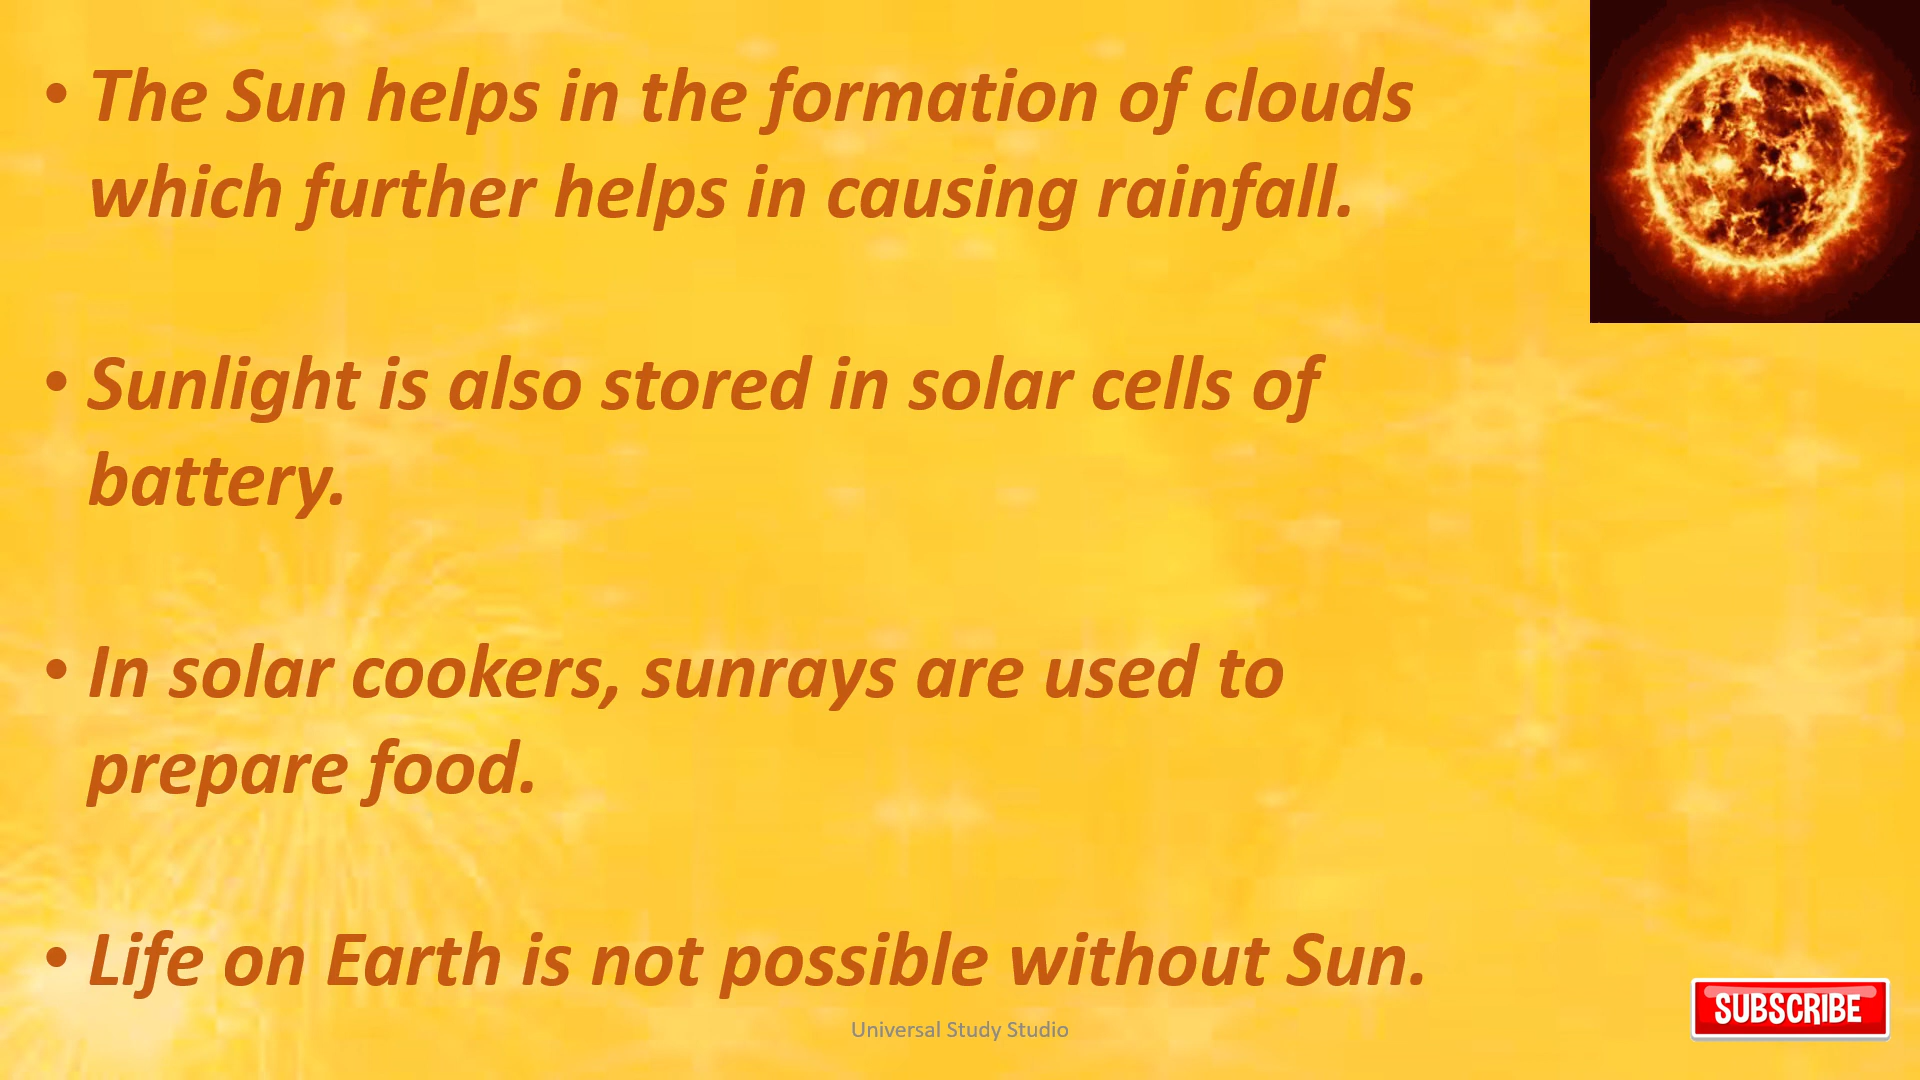 • The Sun helps in the formation of clouds
which further helps in causing rainfall.
• Sunlight is also stored in solar cells of
battery.
• In solar cookers, sunrays are used to
prepare food.
• Life on Earth is not possible without Sun.
Universal Study Studio
SUBSCRIBE